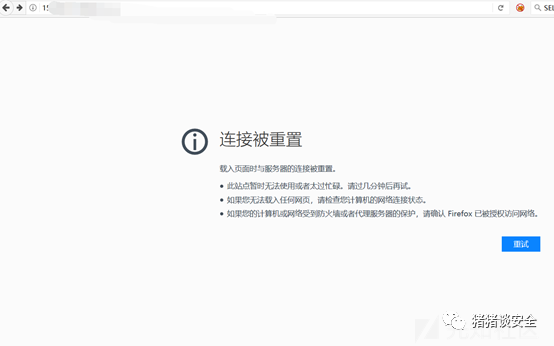 15
SEL
连接被重置
载入页面时与服务器的连接被重置。
此站点暂时无法使用或者太过忙碌。请过几分钟后再试。
如果您无法载入任何网页，请检查您计算机的网络连接状态。
如果您的计算机或网络受到防火墙或者代理服务器的保护，请确认 Firefox 已被授权访问网络。
重试
猪猪谈安全